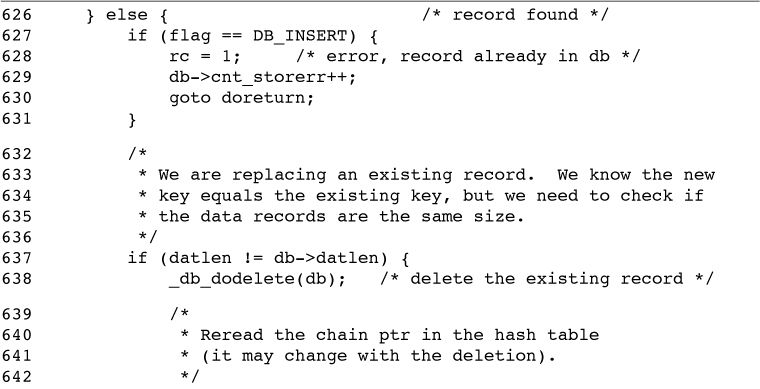 626     } else {                        /* record found */
627         if (flag == DB_INSERT) {
628             rc = 1;     /* error, record already in db */
629             db->cnt_storerr++;
630             goto doreturn;
631         }
632         /*
633          * We are replacing an existing record.  We know the new
634          * key equals the existing key, but we need to check if
635          * the data records are the same size.
636          */
637         if (datlen != db->datlen) {
638             _db_dodelete(db);   /* delete the existing record */
639             /*
640              * Reread the chain ptr in the hash table
641              * (it may change with the deletion).
642              */